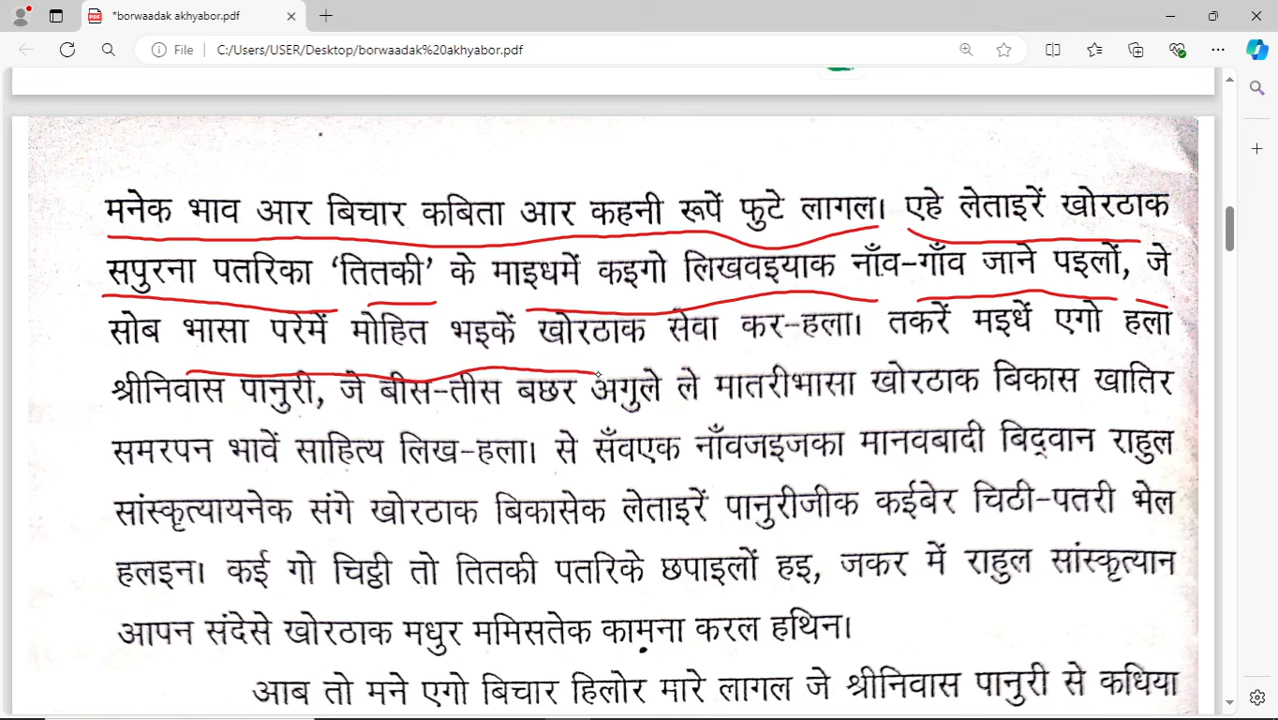 *borwaadak akhyabor.pdf
File C:/Users/USER/Desktop/borwaadak%20akhyabor.pdf
मनेक भाव आर बिचार कबिता आर कहनी रूपें फुटे लागल। एहे लेताइरें खोरठाक
सपुरना पतरिका ‘तितकी’ के माइधमें कइगो लिखवइयाक नाँव-गाँव जाने पइलों, जे
सोब भासा परेमें मोहित भइकें खोरठाक सेवा कर-हला। तकरें मइधें एगो हला
श्रीनिवास पानुरी, जे बीस-तीस बछर अगुले ले मातरीभासा खोरठाक बिकास खातिर
समरपन भावें साहित्य लिख-हला। से सँवएक नाँवजइजका मानवबादी बिद्‌वान राहुल
सांस्कृत्यायनेक संगे खोरठाक बिकासेक लेताइरें पानुरीजीक कईबेर चिठी-पतरी भेल
हलइन। कई गो चिट्ठी तो तितकी पतरिके छपाइलों हइ, जकर में राहुल सांस्कृत्यान
आपन संदेसे खोरठाक मधुर ममिसतेक कामना करल हथिन।
आब तो मने एगो बिचार हिलोर मारे लागल जे श्रीनिवास पानुरी से कधिया